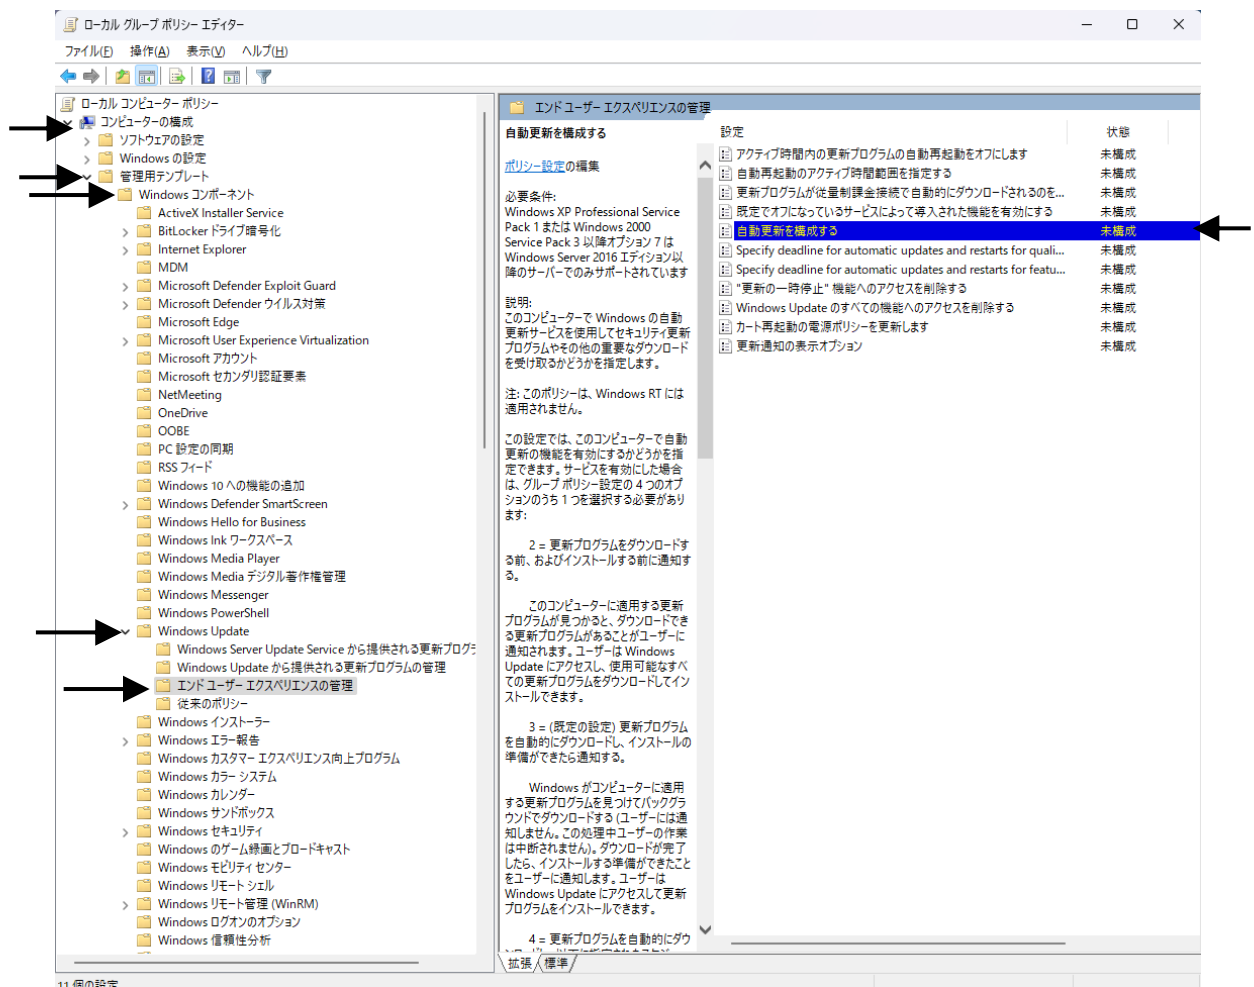 ローカル グループ ポリシー エディター
ファイル(F) 操作(A) 表示(V) ヘルプ(H)
ローカル コンピューター ポリシー
コンピューターの構成
ソフトウェアの設定
Windows の設定
管理用テンプレート
Windows コンポーネント
ActiveX Installer Service
BitLocker ドライブ暗号化
Internet Explorer
MDM
Microsoft Defender Exploit Guard
Microsoft Defender ウイルス対策
Microsoft Edge
Microsoft User Experience Virtualization
Microsoft アカウント
Microsoft セカンダリ認証要素
NetMeeting
OneDrive
OOBE
PC 設定の同期
RSS フィード
Windows 10 への機能の追加
Windows Defender SmartScreen
Windows Hello for Business
Windows Ink ワークスペース
Windows Media Player
Windows Media デジタル著作権管理
Windows Messenger
Windows PowerShell
Windows Update
Windows Server Update Service から提供される更新プログ
Windows Update から提供される更新プログラムの管理
エンド ユーザー エクスペリエンスの管理
従来のポリシー
Windows インストーラー
Windows エラー報告
Windows カスタマー エクスペリエンス向上プログラム
Windows カラー システム
Windows カレンダー
Windows サンドボックス
Windows セキュリティ
Windows のゲーム録画とブロードキャスト
Windows モビリティ センター
Windows リモート シェル
Windows リモート管理 (WinRM)
Windows ログオンのオプション
Windows 信頼性分析
エンド ユーザー エクスペリエンスの管理
自動更新を構成する
ポリシー設定の編集
必要条件:
Windows XP Professional Service
Pack 1 または Windows 2000
Service Pack 3 以降オプション 7 は
Windows Server 2016 エディション以
降のサーバーでのみサポートされています
説明:
このコンピューターで Windows の自動
更新サービスを使用してセキュリティ更新
プログラムやその他の重要なダウンロード
を受け取るかどうかを指定します。
注: このポリシーは、Windows RT には
適用されません。
この設定では、このコンピューターで自動
更新の機能を有効にするかどうかを指
定できます。サービスを有効にした場合
は、グループ ポリシー設定の 4 つのオプ
ションのうち 1 つを選択する必要があり
ます:
2 = 更新プログラムをダウンロードす
る前、およびインストールする前に通知す
る。
このコンピューターに適用する更新
プログラムが見つかると、ダウンロードでき
る更新プログラムがあることがユーザーに
通知されます。ユーザーは Windows
Update にアクセスし、使用可能なすべ
ての更新プログラムをダウンロードしてイン
ストールできます。
3 = (既定の設定) 更新プログラム
を自動的にダウンロードし、インストールの
準備ができたら通知する。
Windows がコンピューターに適用
する更新プログラムを見つけてバックグラ
ウンドでダウンロードする (ユーザーには通
知しません。この処理中ユーザーの作業
は中断されません)。ダウンロードが完了
したら、インストールする準備ができたこと
をユーザーに通知します。ユーザーは
Windows Update にアクセスして更新
プログラムをインストールできます。
4 = 更新プログラムを自動的にダウ
設定 状態
アクティブ時間内の更新プログラムの自動再起動をオフにします 未構成
自動再起動のアクティブ時間範囲を指定する 未構成
更新プログラムが従量制課金接続で自動的にダウンロードされるのを... 未構成
既定でオフになっているサービスによって導入された機能を有効にする 未構成
自動更新を構成する 未構成
Specify deadline for automatic updates and restarts for quali... 未構成
Specify deadline for automatic updates and restarts for featu... 未構成
"更新の一時停止" 機能へのアクセスを削除する 未構成
Windows Update のすべての機能へのアクセスを削除する 未構成
カート再起動の電源ポリシーを更新します 未構成
更新通知の表示オプション 未構成
拡張 標準
11 個の設定